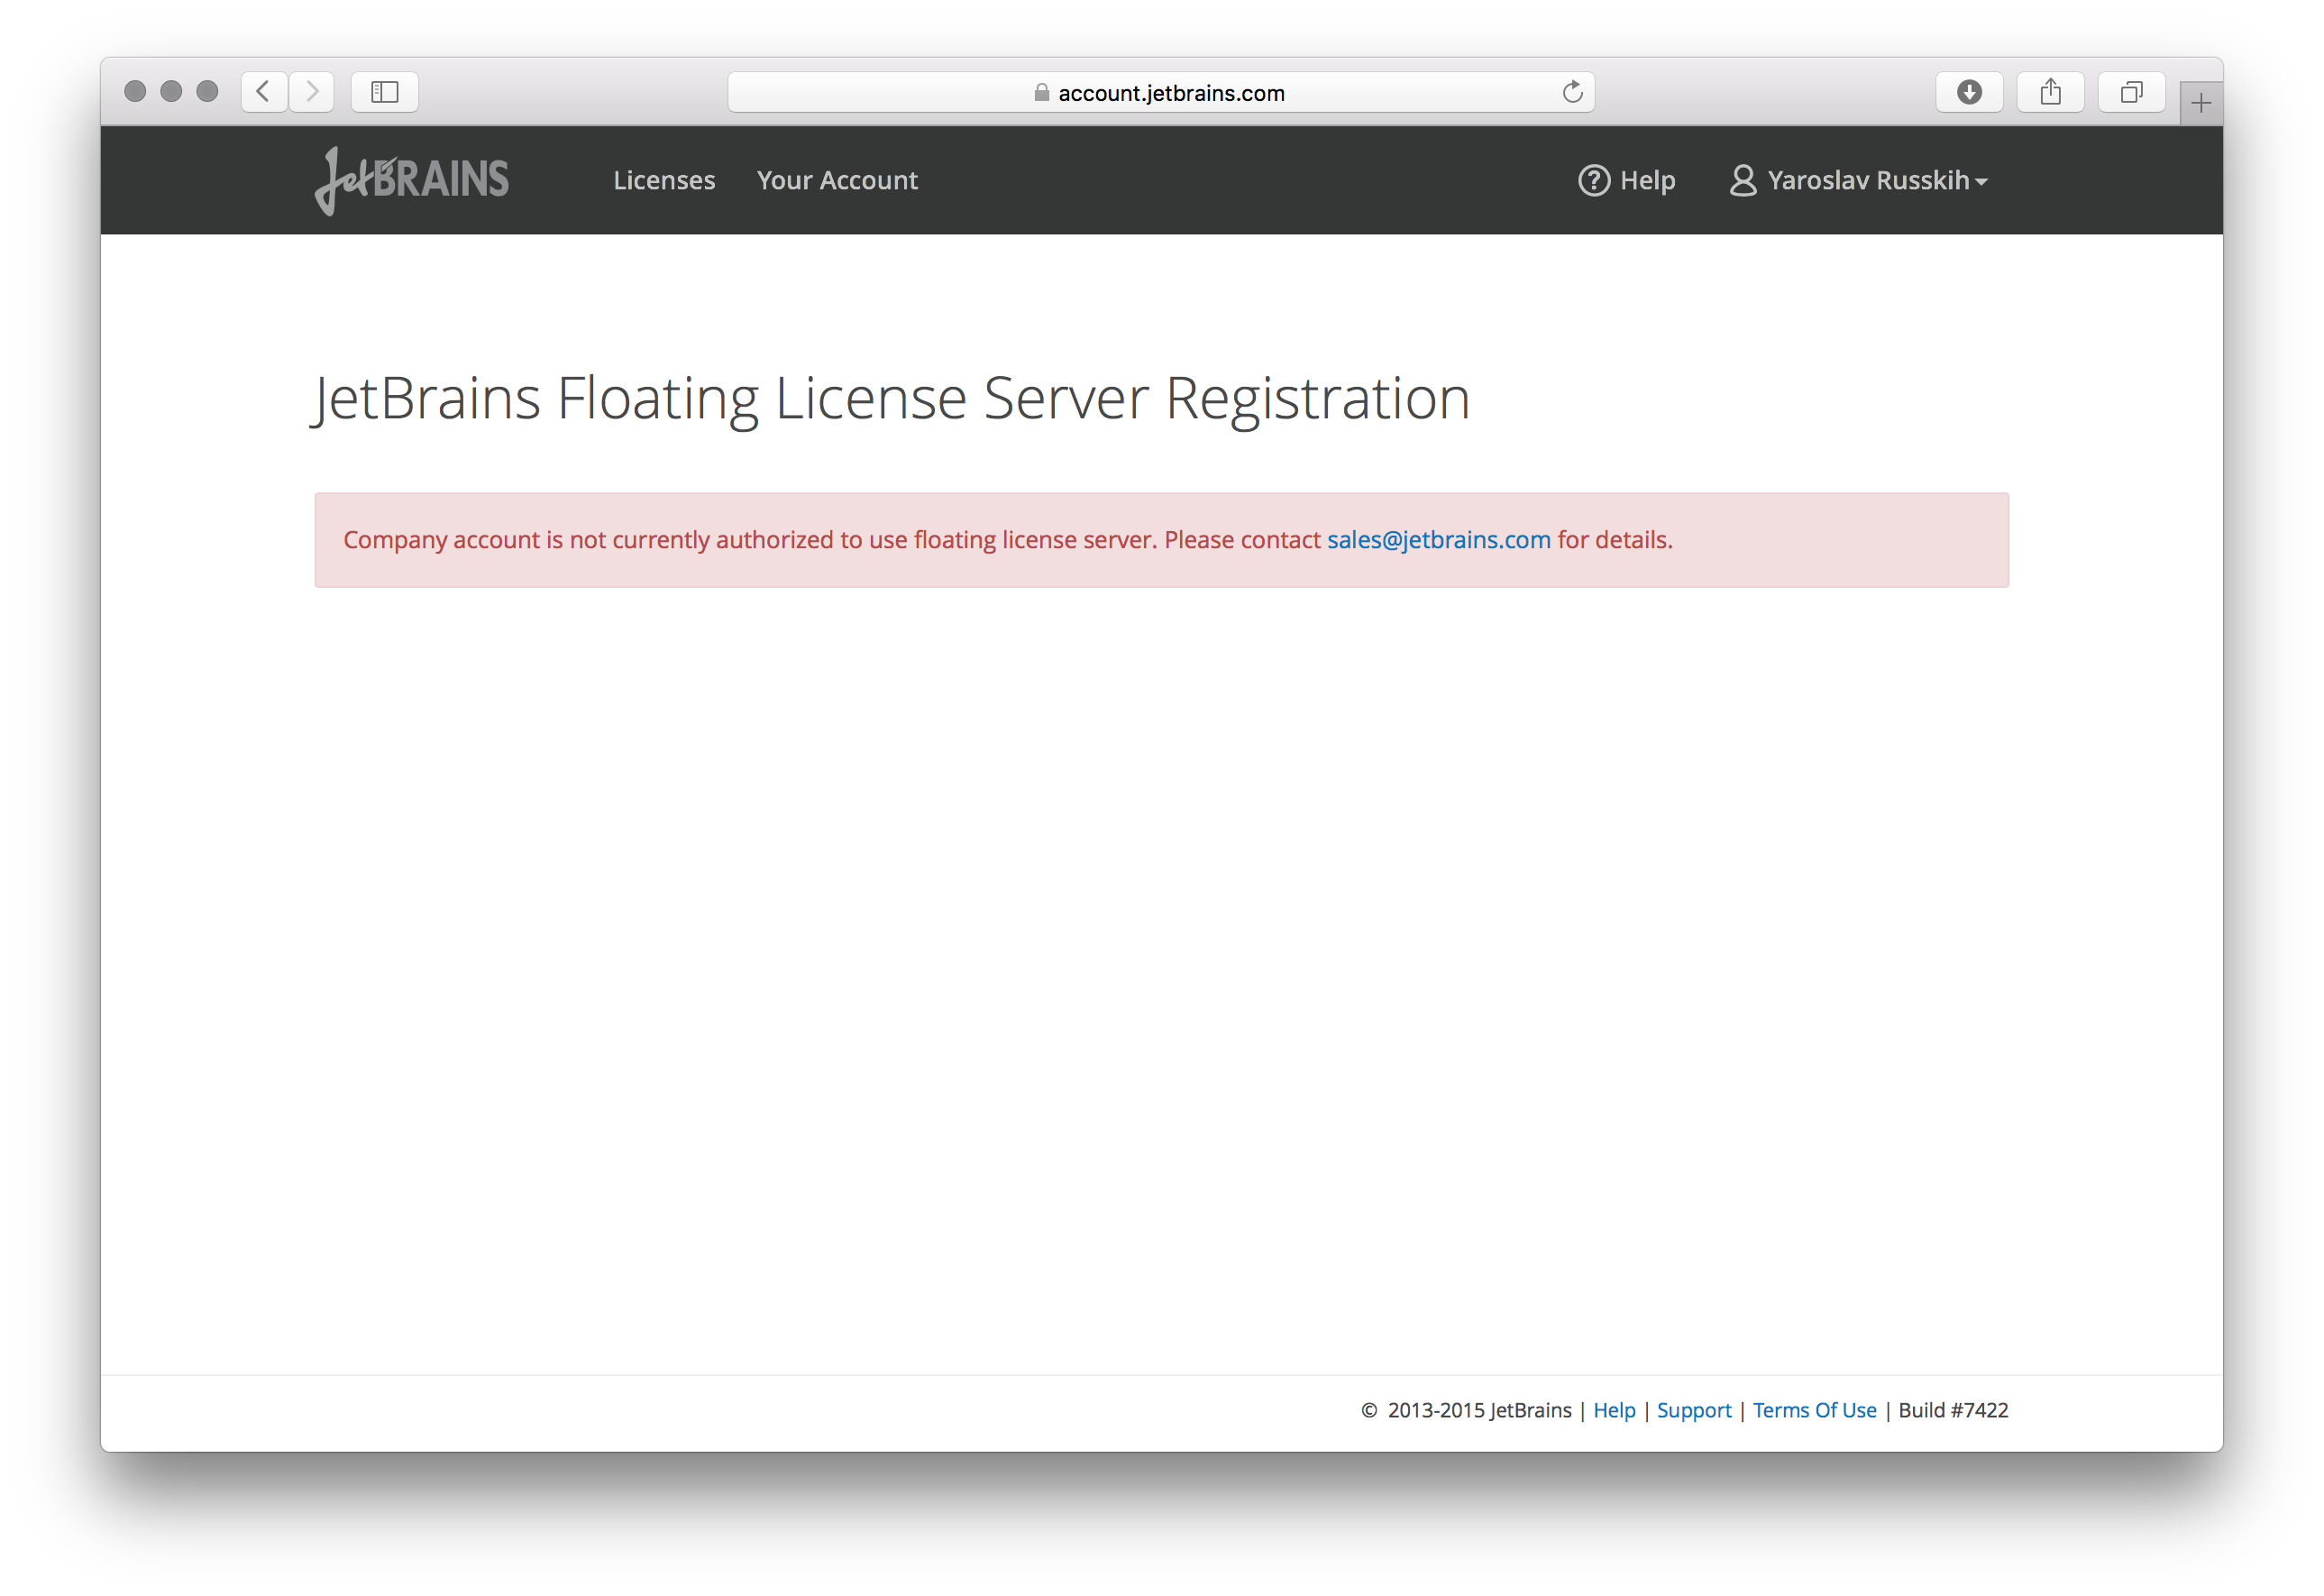 account.jetbrains.com
JetBRAINS Licenses Your Account Help Yaroslav Russkih
JetBrains Floating License Server Registration
Company account is not currently authorized to use floating license server. Please contact sales@jetbrains.com for details.
© 2013-2015 JetBrains | Help | Support | Terms Of Use | Build #7422